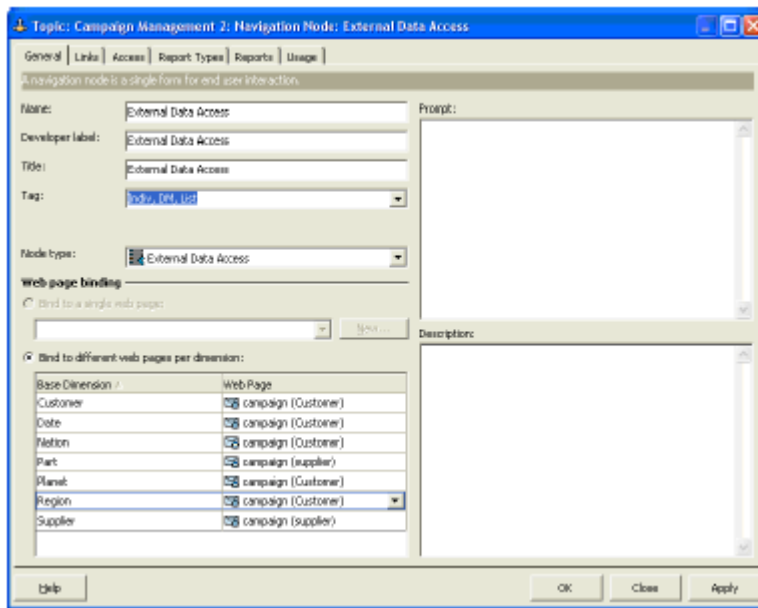 Topic: Campaign Management 2: Navigation Node: External Data Access
General Links Access Report Types Reports Usage
A navigation node is a single form for end user interaction.
Name: External Data Access
Developer label: External Data Access
Title: External Data Access
Tag: Indiv, DM, List
Node type: External Data Access
Web page binding
Bind to a single web page:
New...
Bind to different web pages per dimension:
Base Dimension Web Page
Customer campaign (Customer)
Date campaign (Customer)
Nation campaign (Customer)
Part campaign (supplier)
Planet campaign (Customer)
Region campaign (Customer)
Supplier campaign (supplier)
Prompt:
Description:
Help OK Close Apply